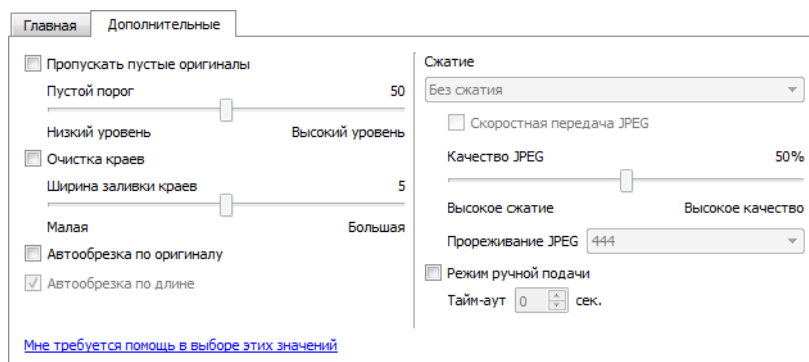 Главная Дополнительные
Пропускать пустые оригиналы
Пустой порог 50
Низкий уровень Высокий уровень
Очистка краев
Ширина заливки краев 5
Малая Большая
Автообрезка по оригиналу
Автообрезка по длине
Сжатие
Без сжатия
Скоростная передача JPEG
Качество JPEG 50%
Высокое сжатие Высокое качество
Прореживание JPEG 444
Режим ручной подачи
Тайм-аут 0 сек.
Мне требуется помощь в выборе этих значений